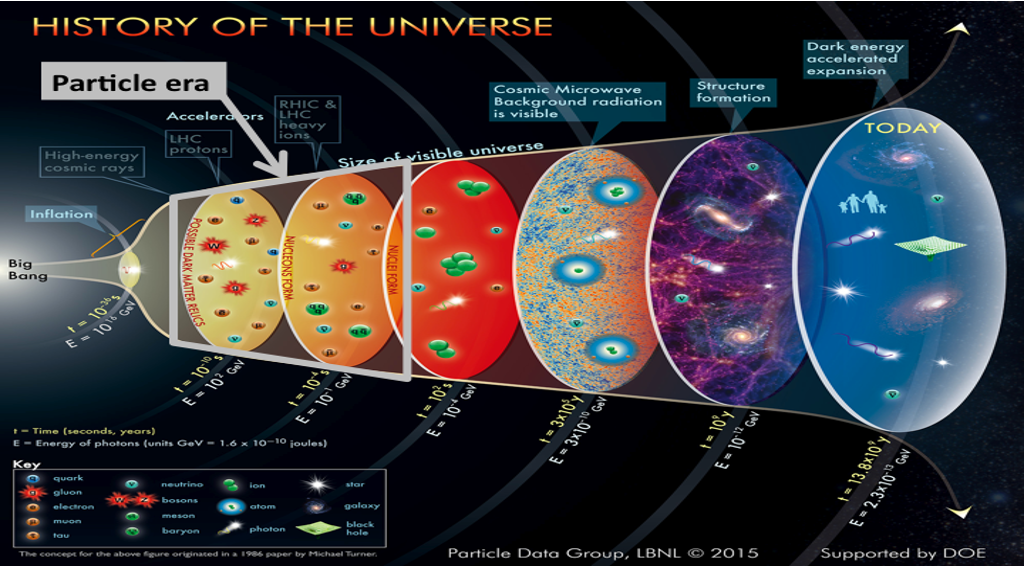 HISTORY OF THE UNIVERSE
Dark energy
accelerated
expansion
Particle era
Structure
formation
Cosmic Microwave
Background radiation
is visible
RHIC &
LHC
heavy
ions
Accelerators
LHC
protons
TODAY
Size of visible universe
High-energy
cosmic rays
Inflation
Big
Bang
POSSIBLE DARK MATTER RELICS
NUCLEONS FORM
NUCLEI FORM
t = 10⁻³⁶ s
E = 10¹⁶ GeV
t = 10⁻¹⁰ s
E = 10² GeV
t = 10⁻⁶ s
E = 10⁻¹ GeV
t = 10² s
E = 10⁻⁴ GeV
t = 3x10⁵y
E = 3x10⁻¹⁰ GeV
t = 10⁹ y
E = 10⁻¹² GeV
t = 13.8x10⁹ y
E = 2.3x10⁻¹³ GeV
t = Time (seconds, years)
E = Energy of photons (units GeV = 1.6 x 10⁻¹⁰ joules)
Key
quark
gluon
electron
muon
tau
neutrino
bosons
meson
baryon
ion
atom
photon
star
galaxy
black
hole
The concept for the above figure originated in a 1986 paper by Michael Turner.
Particle Data Group, LBNL © 2015
Supported by DOE